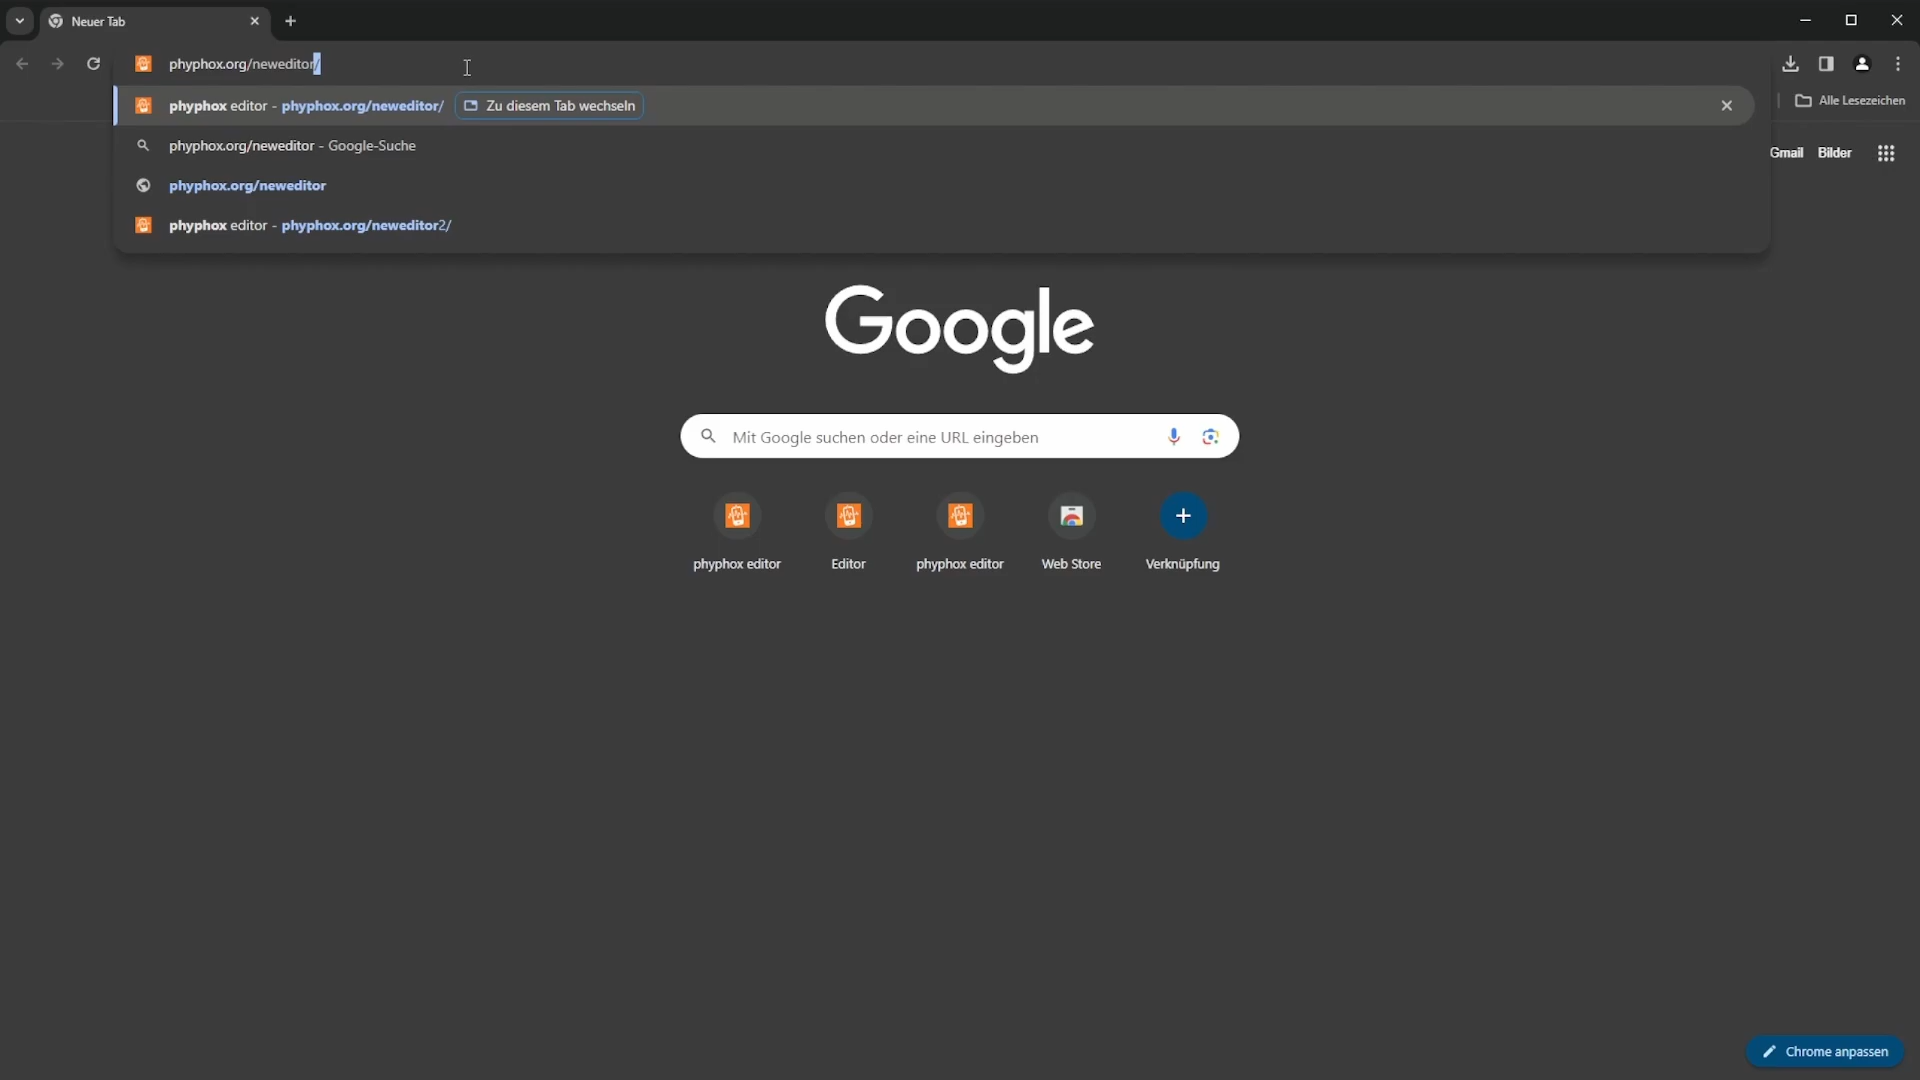 Neuer Tab
phyphox.org/neweditor/
phyphox editor - phyphox.org/neweditor/ Zu diesem Tab wechseln
Alle Lesezeichen
phyphox.org/neweditor - Google-Suche
Gmail Bilder
phyphox.org/neweditor
phyphox editor - phyphox.org/neweditor2/
Google
Mit Google suchen oder eine URL eingeben
phyphox editor Editor phyphox editor Web Store Verknüpfung
Chrome anpassen